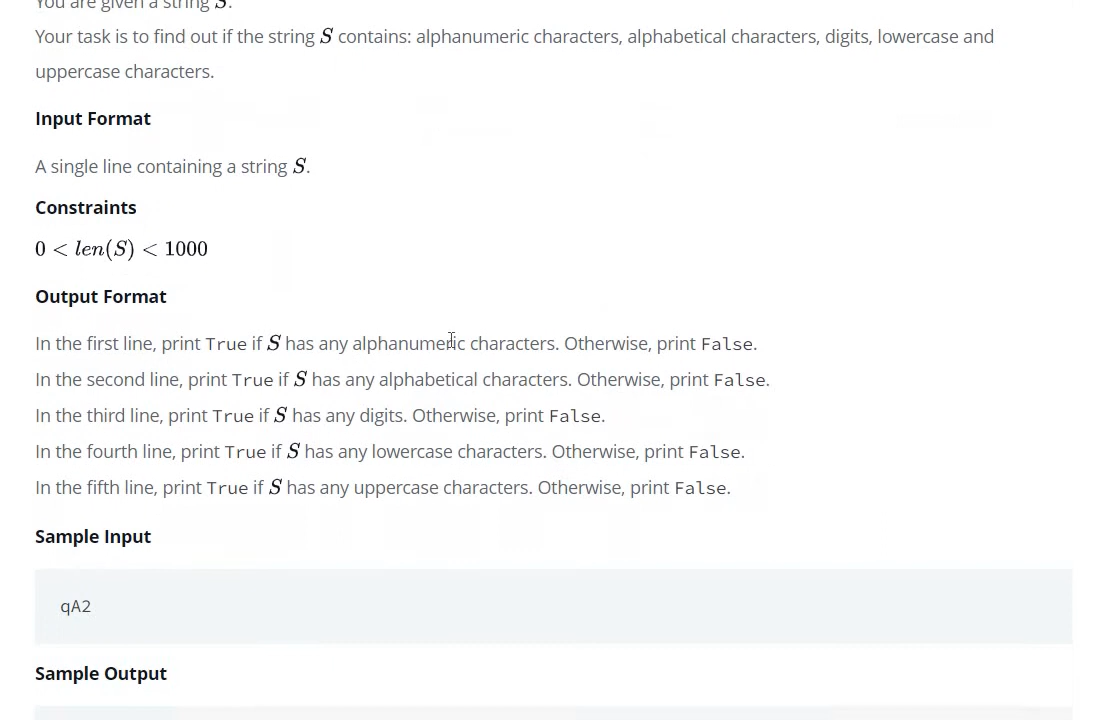 You are given a string S.
Your task is to find out if the string S contains: alphanumeric characters, alphabetical characters, digits, lowercase and
uppercase characters.
Input Format
A single line containing a string S.
Constraints
0 < len(S) < 1000
Output Format
In the first line, print True if S has any alphanumeric characters. Otherwise, print False.
In the second line, print True if S has any alphabetical characters. Otherwise, print False.
In the third line, print True if S has any digits. Otherwise, print False.
In the fourth line, print True if S has any lowercase characters. Otherwise, print False.
In the fifth line, print True if S has any uppercase characters. Otherwise, print False.
Sample Input
qA2
Sample Output